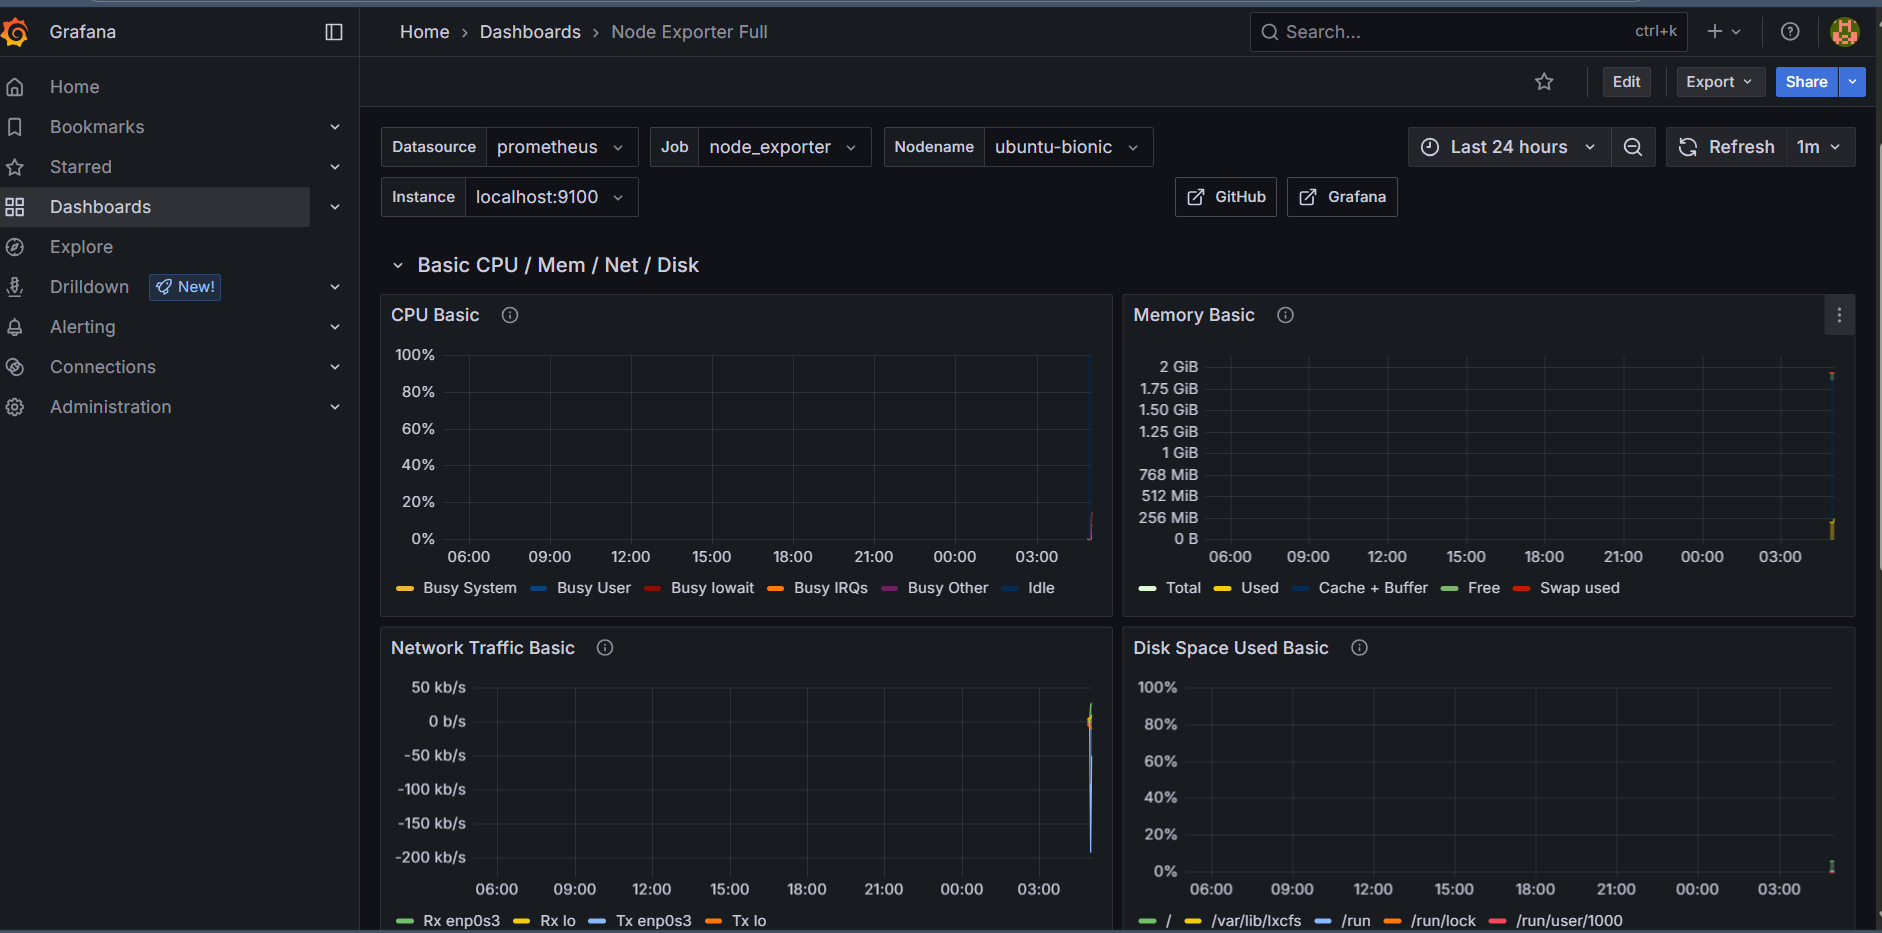 Grafana
Home › Dashboards › Node Exporter Full
Search...
ctrl+k
Home
Bookmarks
Starred
Dashboards
Explore
Drilldown New!
Alerting
Connections
Administration
Edit
Export
Share
Datasource prometheus
Job node_exporter
Nodename ubuntu-bionic
Last 24 hours
Refresh 1m
Instance localhost:9100
GitHub
Grafana
Basic CPU / Mem / Net / Disk
CPU Basic
100%
80%
60%
40%
20%
0%
06:00 09:00 12:00 15:00 18:00 21:00 00:00 03:00
Busy System Busy User Busy Iowait Busy IRQs Busy Other Idle
Memory Basic
2 GiB
1.75 GiB
1.50 GiB
1.25 GiB
1 GiB
768 MiB
512 MiB
256 MiB
0 B
06:00 09:00 12:00 15:00 18:00 21:00 00:00 03:00
Total Used Cache + Buffer Free Swap used
Network Traffic Basic
50 kb/s
0 b/s
-50 kb/s
-100 kb/s
-150 kb/s
-200 kb/s
06:00 09:00 12:00 15:00 18:00 21:00 00:00 03:00
Rx enp0s3 Rx lo Tx enp0s3 Tx lo
Disk Space Used Basic
100%
80%
60%
40%
20%
0%
06:00 09:00 12:00 15:00 18:00 21:00 00:00 03:00
/ /var/lib/lxcfs /run /run/lock /run/user/1000